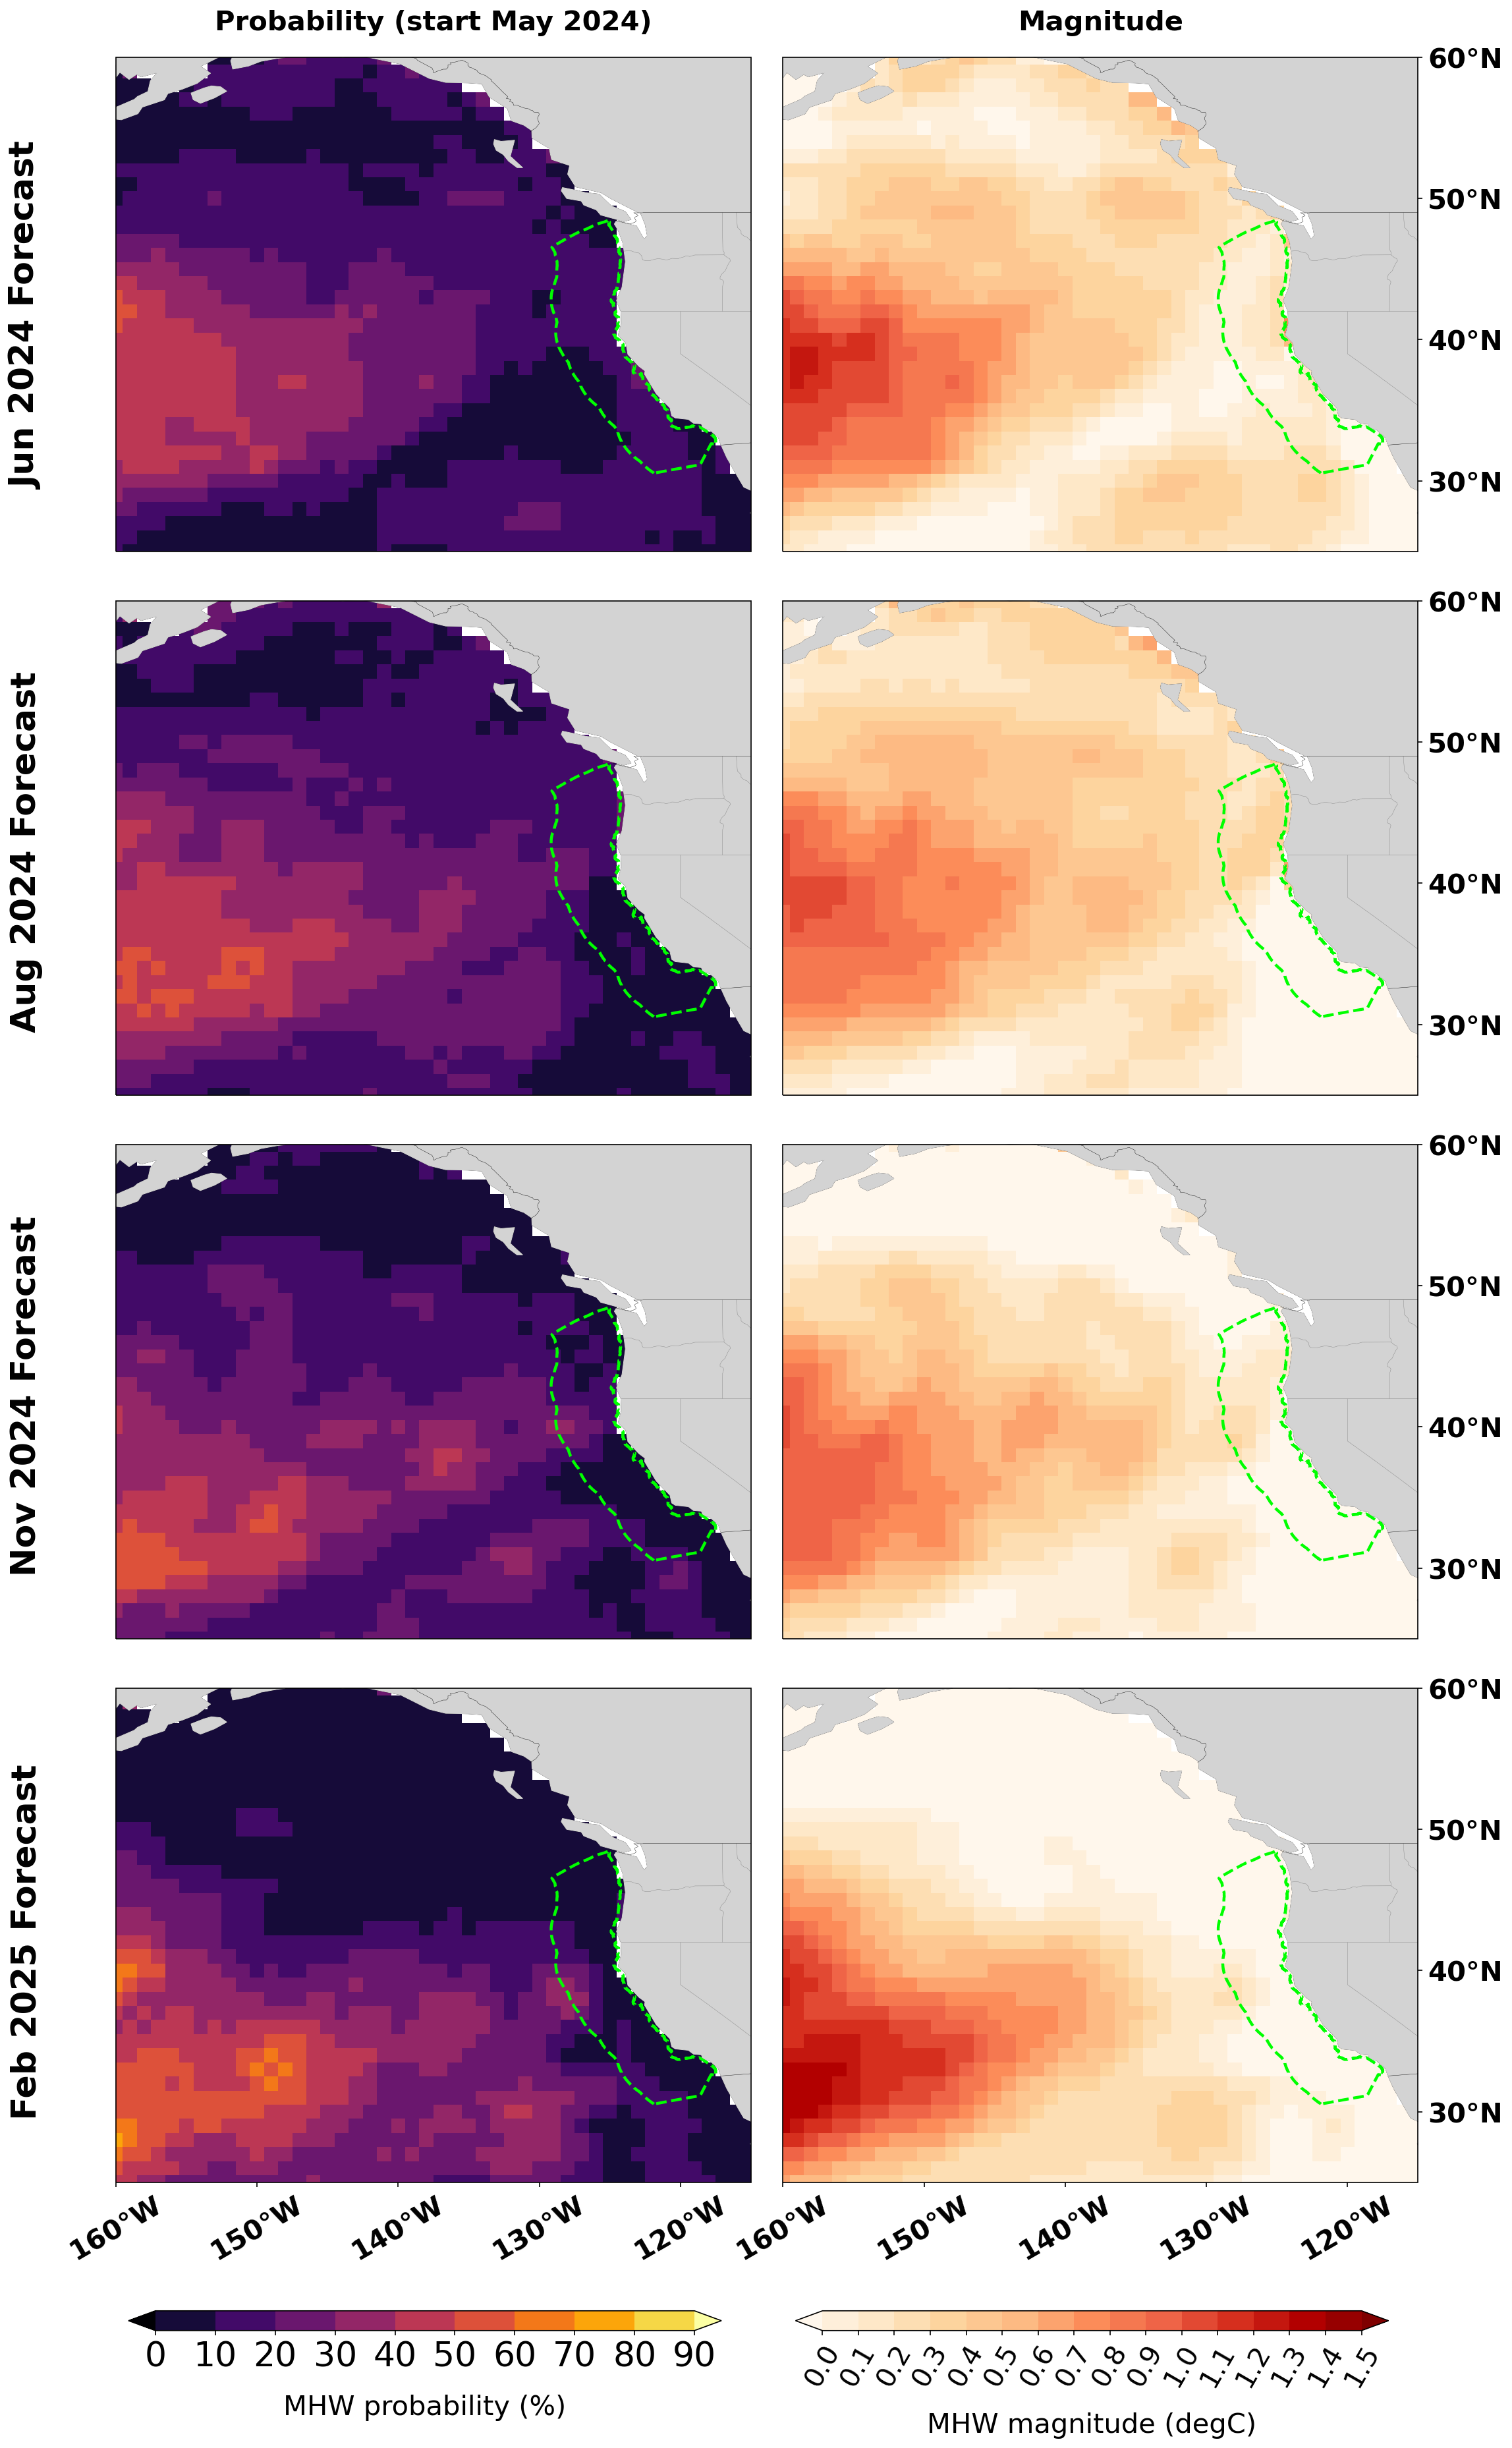 Probability (start May 2024)
Magnitude
Jun 2024 Forecast
60°N
50°N
40°N
30°N
Aug 2024 Forecast
60°N
50°N
40°N
30°N
Nov 2024 Forecast
60°N
50°N
40°N
30°N
Feb 2025 Forecast
60°N
50°N
40°N
30°N
160°W 150°W 140°W 130°W 120°W
160°W 150°W 140°W 130°W 120°W
0 10 20 30 40 50 60 70 80 90
MHW probability (%)
0.0 0.1 0.2 0.3 0.4 0.5 0.6 0.7 0.8 0.9 1.0 1.1 1.2 1.3 1.4 1.5
MHW magnitude (degC)